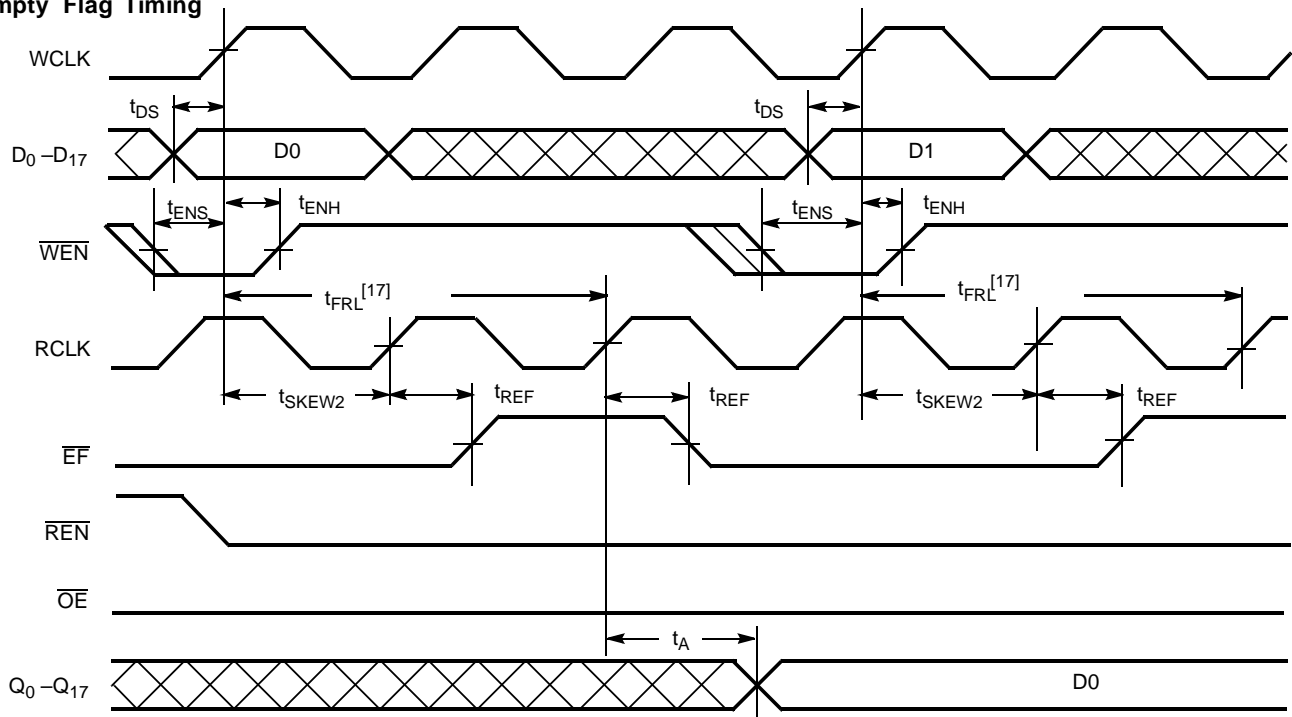 mpty Flag Timing
WCLK
tDS
tDS
D0 –D17
D0
D1
tENS
tENH
tENS
tENH
WEN
tFRL[17]
tFRL[17]
RCLK
tSKEW2
tREF
tREF
tSKEW2
tREF
EF
REN
OE
tA
Q0 –Q17
D0